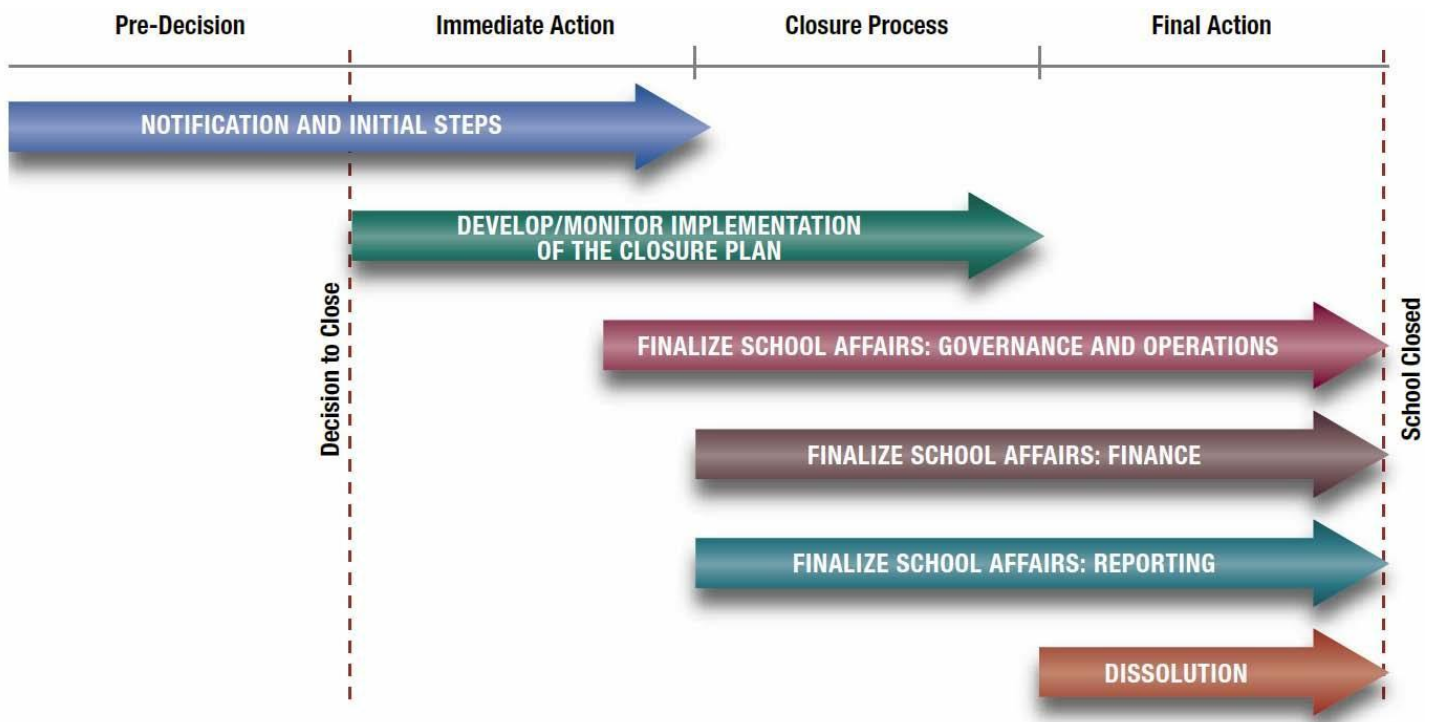 Pre-Decision
Immediate Action
Closure Process
Final Action
NOTIFICATION AND INITIAL STEPS
DEVELOP/MONITOR IMPLEMENTATION
OF THE CLOSURE PLAN
Decision to Close
FINALIZE SCHOOL AFFAIRS: GOVERNANCE AND OPERATIONS
School Closed
FINALIZE SCHOOL AFFAIRS: FINANCE
FINALIZE SCHOOL AFFAIRS: REPORTING
DISSOLUTION